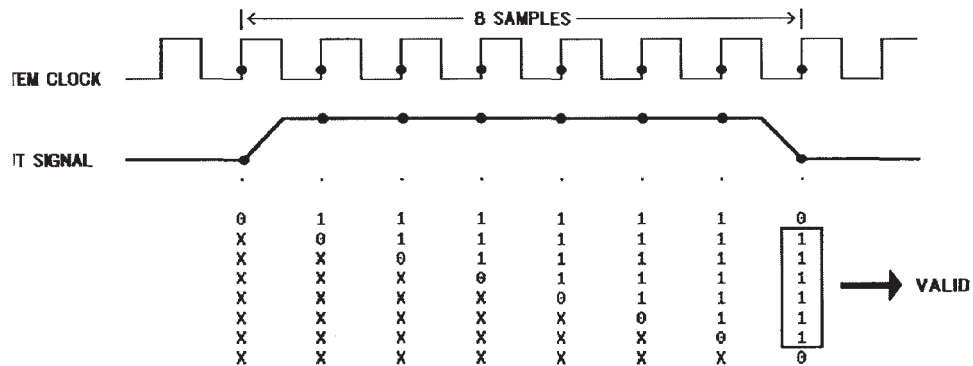 8 SAMPLES
TEM CLOCK
UT SIGNAL
0 1 1 1 1 1 1 0
X 0 1 1 1 1 1 1
X X 0 1 1 1 1 1
X X X 0 1 1 1 1 VALID
X X X X 0 1 1 1
X X X X X 0 1 1
X X X X X X 0 1
X X X X X X X 0